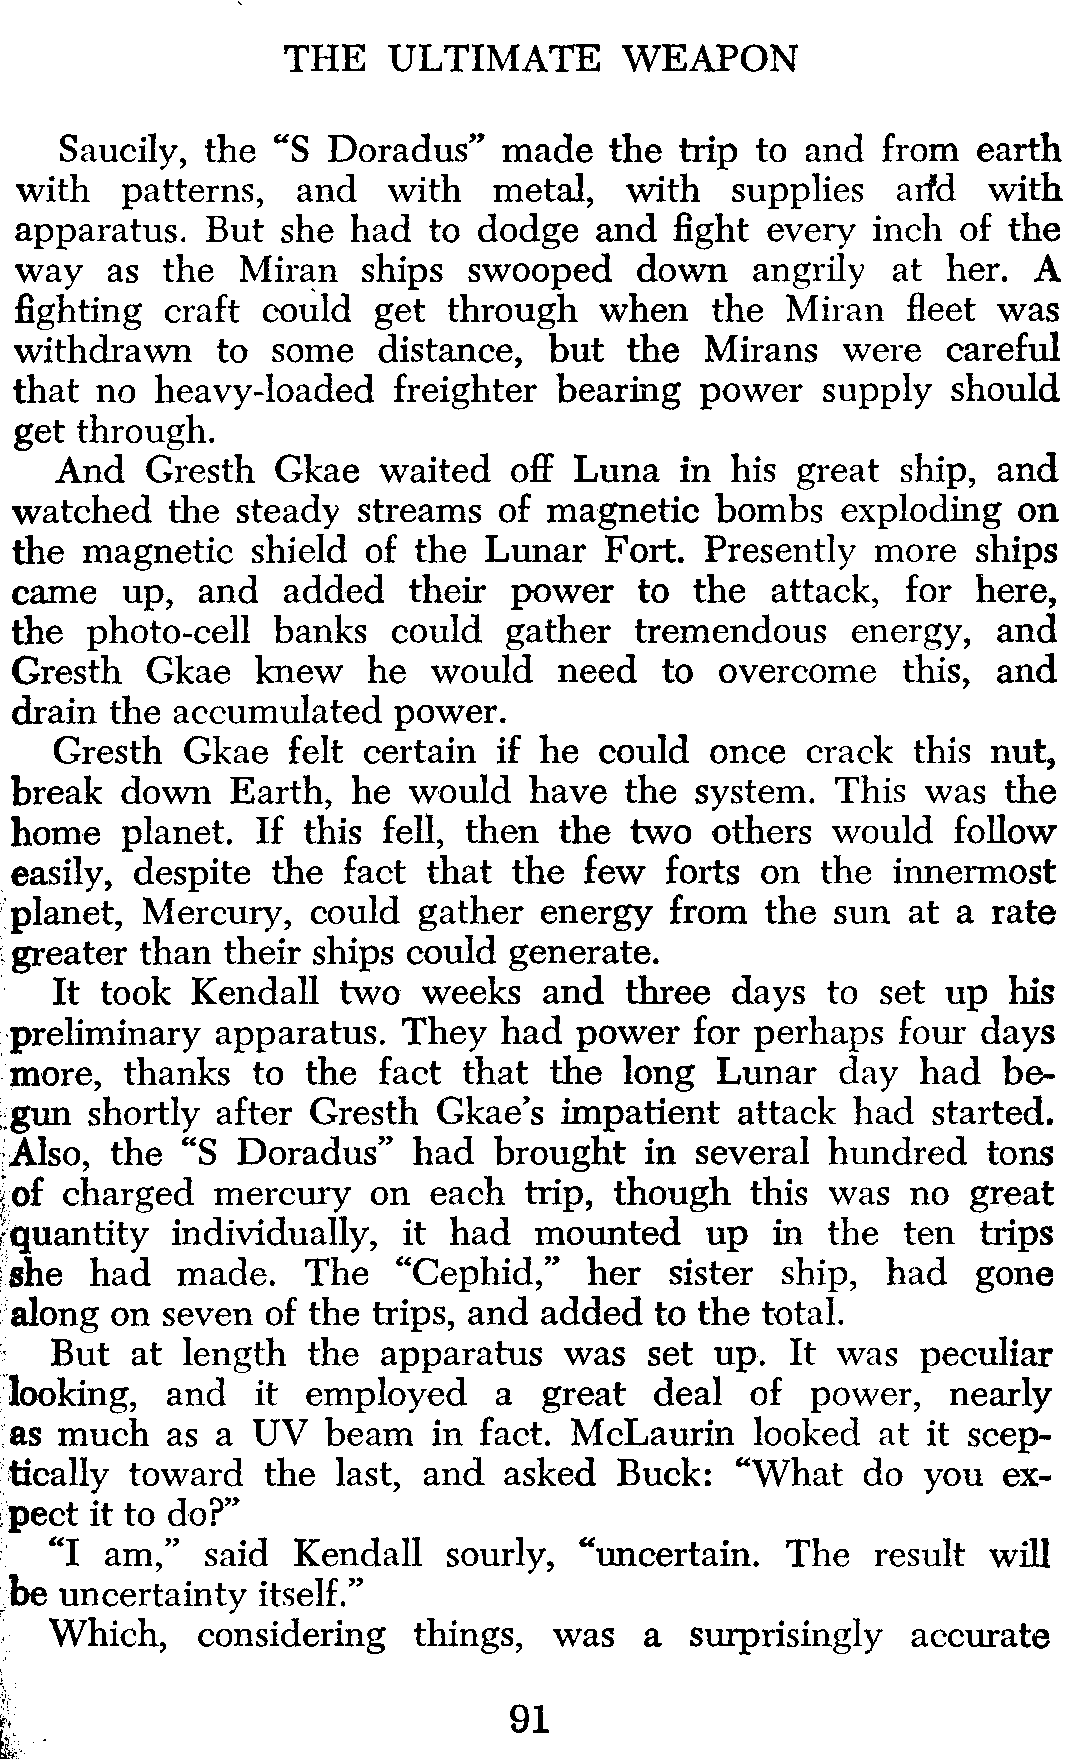 THE ULTIMATE WEAPON
Saucily, the “S Doradus” made the trip to and from earth
with patterns, and with metal, with supplies and with
apparatus. But she had to dodge and fight every inch of the
way as the Miran ships swooped down angrily at her. A
fighting craft could get through when the Miran fleet was
withdrawn to some distance, but the Mirans were careful
that no heavy-loaded freighter bearing power supply should
get through.
And Gresth Gkae waited off Luna in his great ship, and
watched the steady streams of magnetic bombs exploding on
the magnetic shield of the Lunar Fort. Presently more ships
came up, and added their power to the attack, for here,
the photo-cell banks could gather tremendous energy, and
Gresth Gkae knew he would need to overcome this, and
drain the accumulated power.
Gresth Gkae felt certain if he could once crack this nut,
break down Earth, he would have the system. This was the
home planet. If this fell, then the two others would follow
easily, despite the fact that the few forts on the innermost
planet, Mercury, could gather energy from the sun at a rate
greater than their ships could generate.
It took Kendall two weeks and three days to set up his
preliminary apparatus. They had power for perhaps four days
more, thanks to the fact that the long Lunar day had be-
gun shortly after Gresth Gkae’s impatient attack had started.
Also, the “S Doradus” had brought in several hundred tons
of charged mercury on each trip, though this was no great
quantity individually, it had mounted up in the ten trips
she had made. The “Cephid,” her sister ship, had gone
along on seven of the trips, and added to the total.
But at length the apparatus was set up. It was peculiar
looking, and it employed a great deal of power, nearly
as much as a UV beam in fact. McLaurin looked at it scep-
tically toward the last, and asked Buck: “What do you ex-
pect it to do?”
“I am,” said Kendall sourly, “uncertain. The result will
be uncertainty itself.”
Which, considering things, was a surprisingly accurate
91